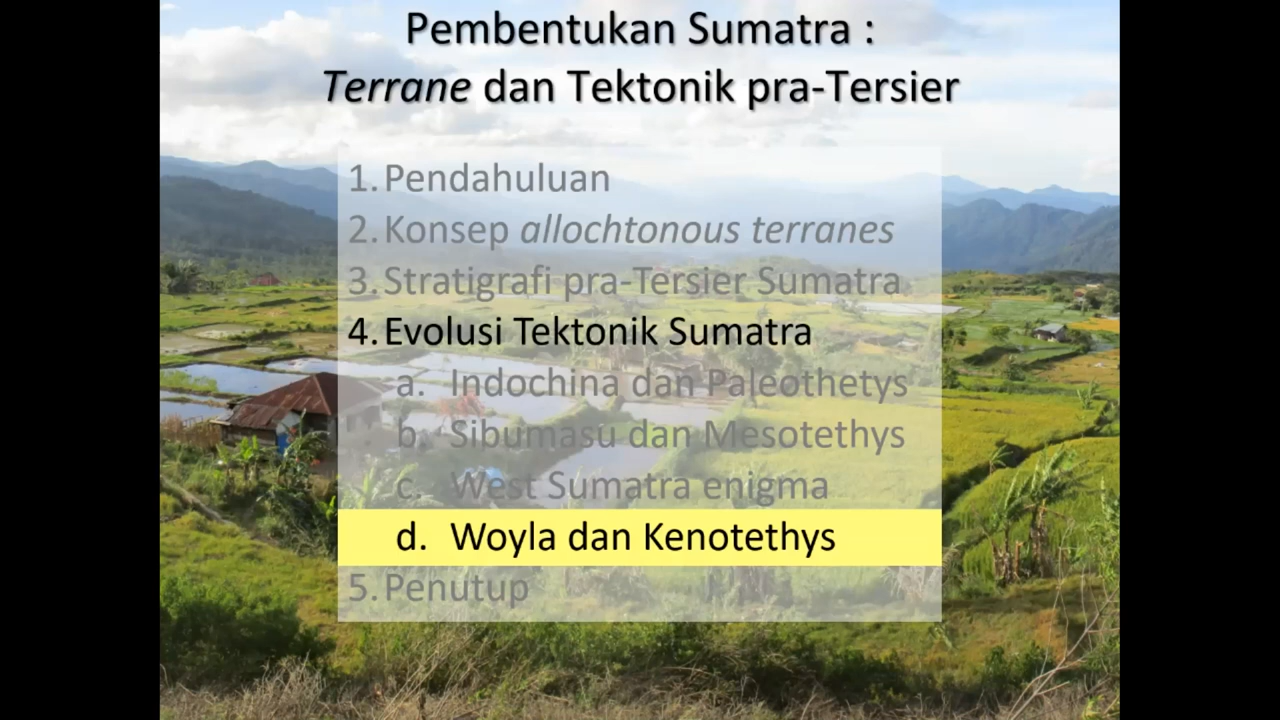 Pembentukan Sumatra :
Terrane dan Tektonik pra-Tersier
1. Pendahuluan
2. Konsep allochtonous terranes
3. Stratigrafi pra-Tersier Sumatra
4. Evolusi Tektonik Sumatra
a. Indochina dan Paleothetys
b. Sibumasu dan Mesotethys
c. West Sumatra enigma
d. Woyla dan Kenotethys
5. Penutup